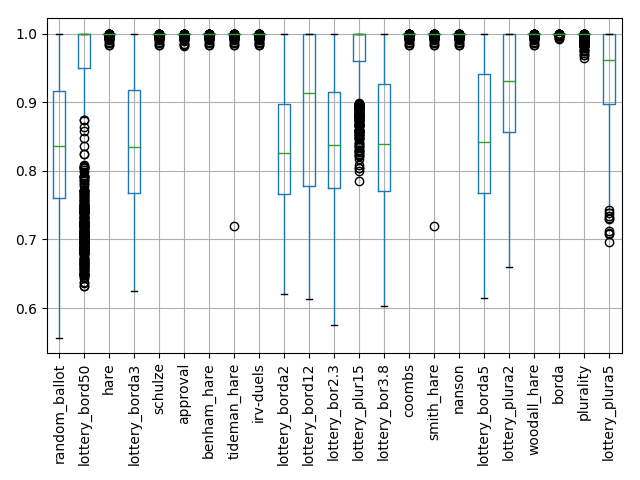 1.0
0.9
0.8
0.7
0.6
random_ballot
lottery_bord50
hare
lottery_borda3
schulze
approval
benham_hare
tideman_hare
irv-duels
lottery_borda2
lottery_bord12
lottery_bor2.3
lottery_plur15
lottery_bor3.8
coombs
smith_hare
nanson
lottery_borda5
lottery_plura2
woodall_hare
borda
plurality
lottery_plura5